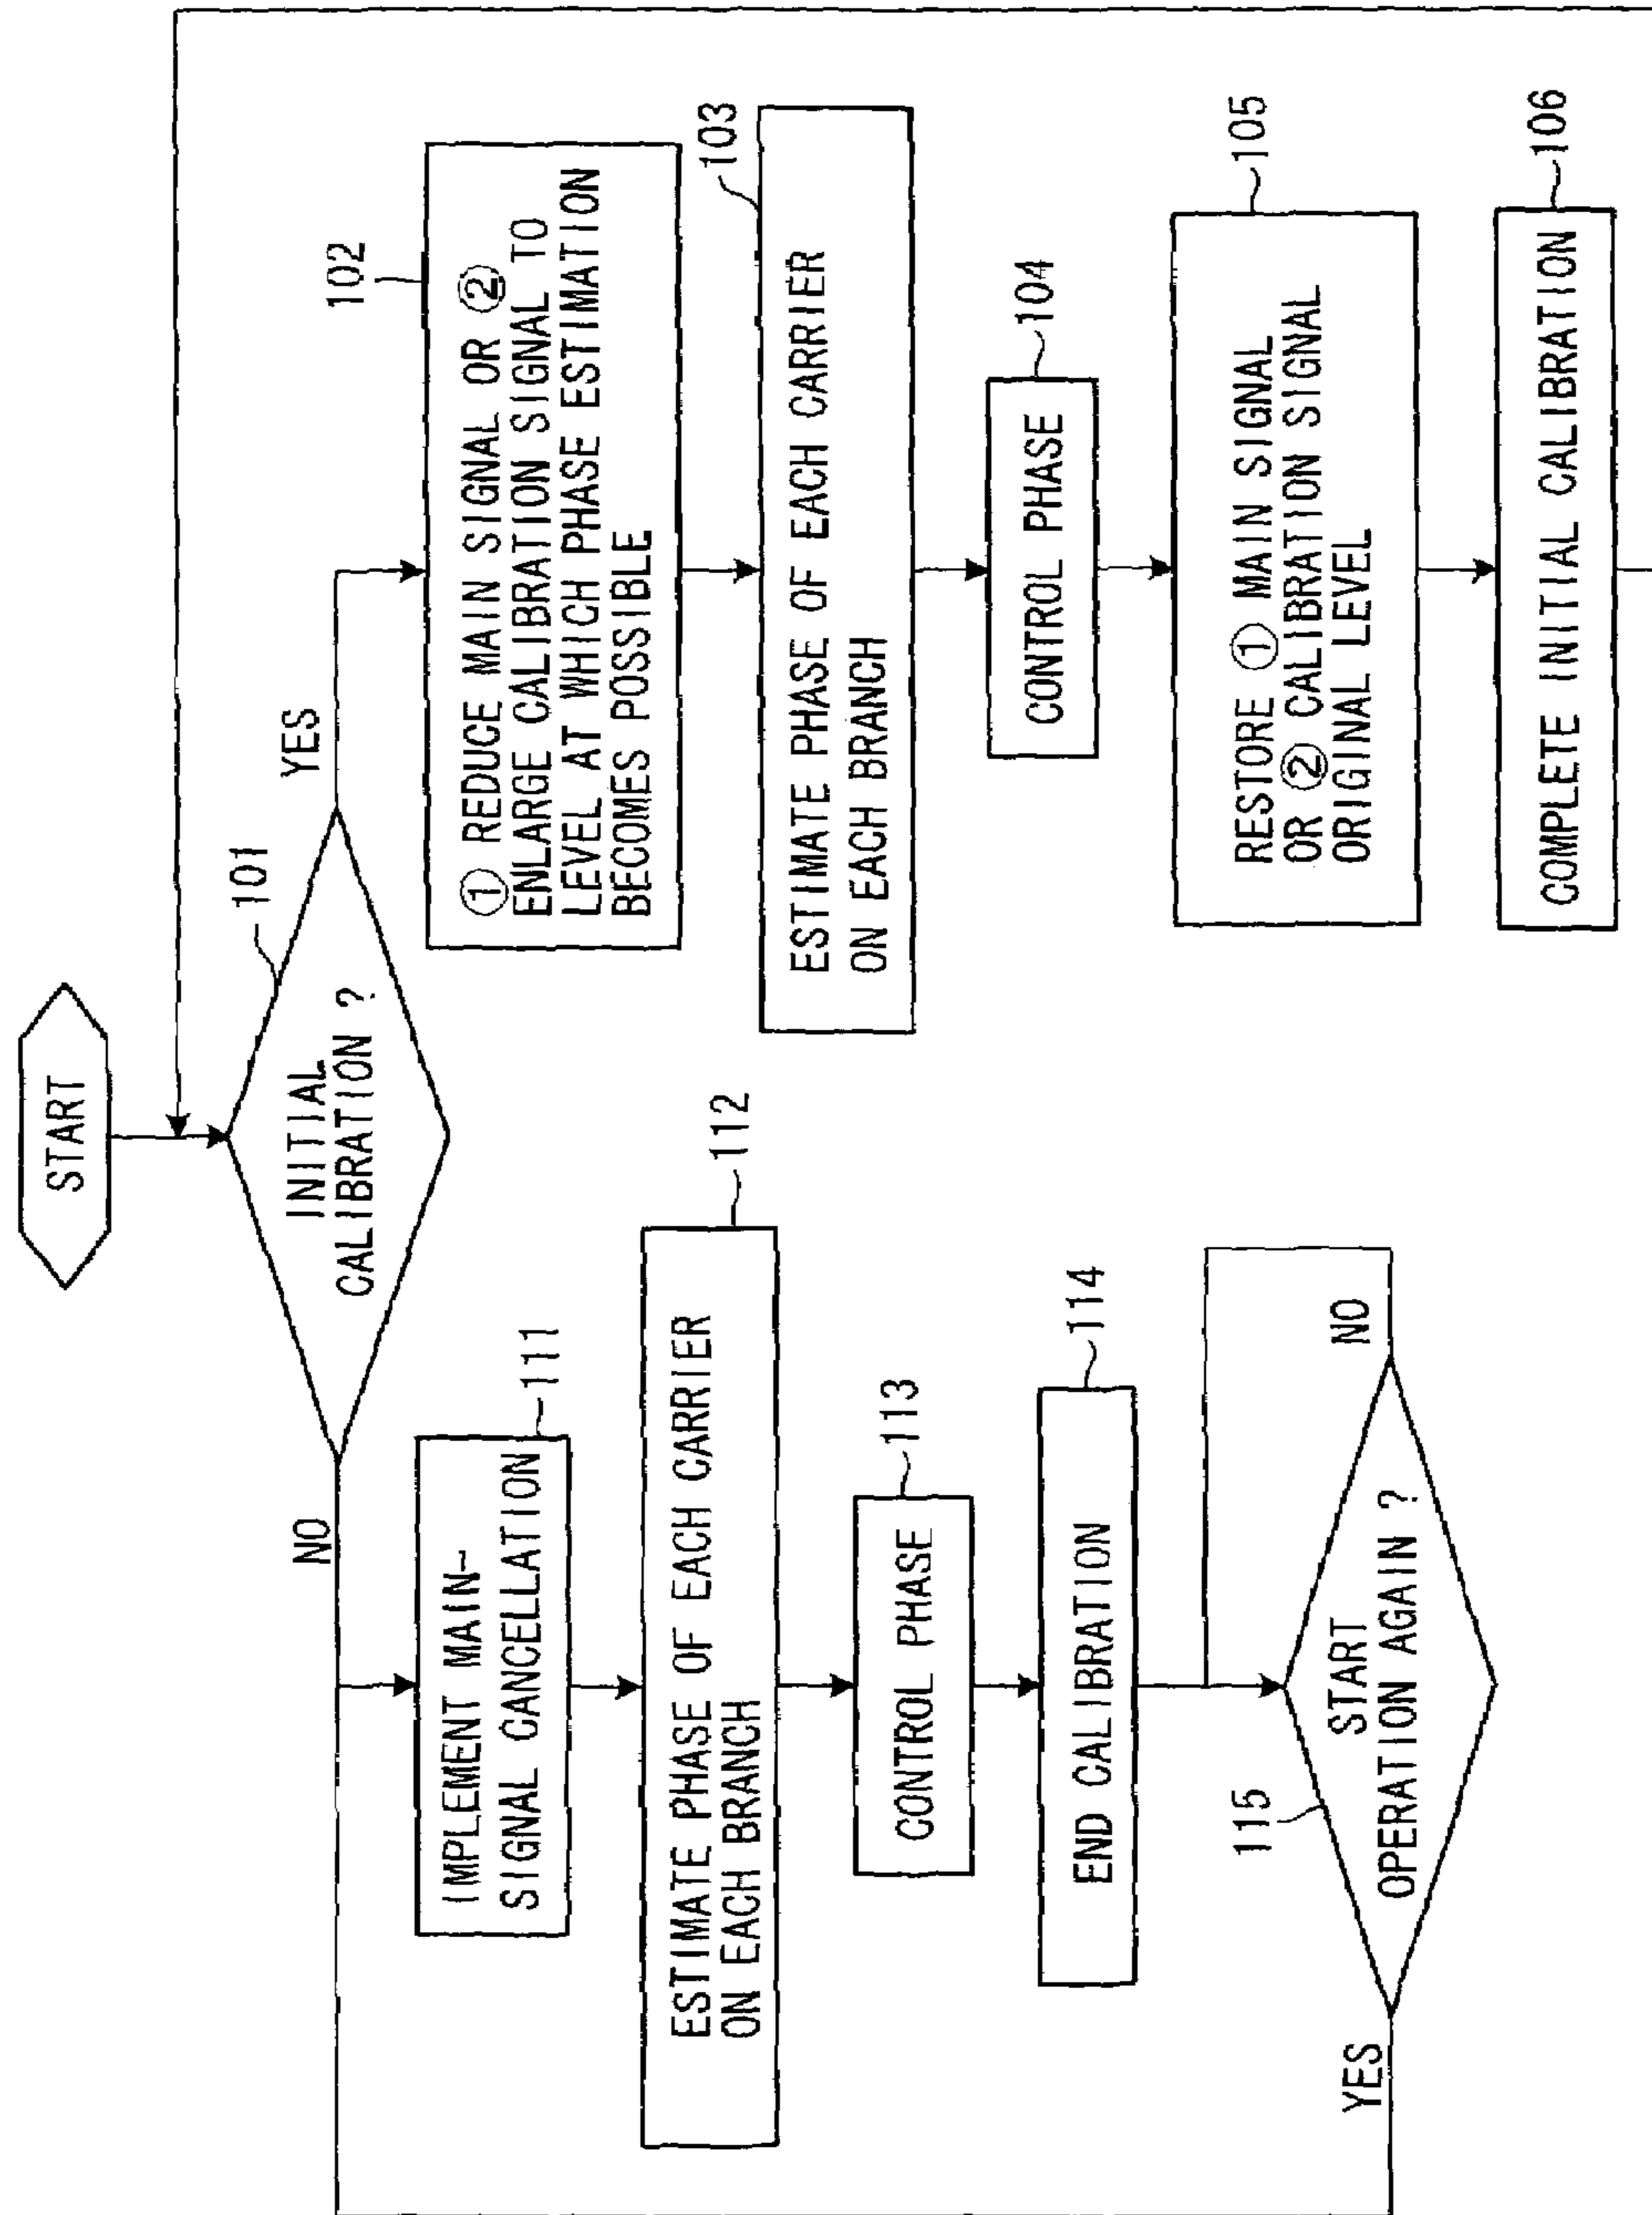 START
INITIAL
CALIBRATION ?
101
YES
NO
102
① REDUCE MAIN SIGNAL OR ②
ENLARGE CALIBRATION SIGNAL TO
LEVEL AT WHICH PHASE ESTIMATION
BECOMES POSSIBLE
103
ESTIMATE PHASE OF EACH CARRIER
ON EACH BRANCH
104
CONTROL PHASE
105
RESTORE ① MAIN SIGNAL
OR ② CALIBRATION SIGNAL
ORIGINAL LEVEL
106
COMPLETE INITIAL CALIBRATION
111
IMPLEMENT MAIN-
SIGNAL CANCELLATION
112
ESTIMATE PHASE OF EACH CARRIER
ON EACH BRANCH
113
CONTROL PHASE
114
END CALIBRATION
115
START
OPERATION AGAIN ?
NO
YES